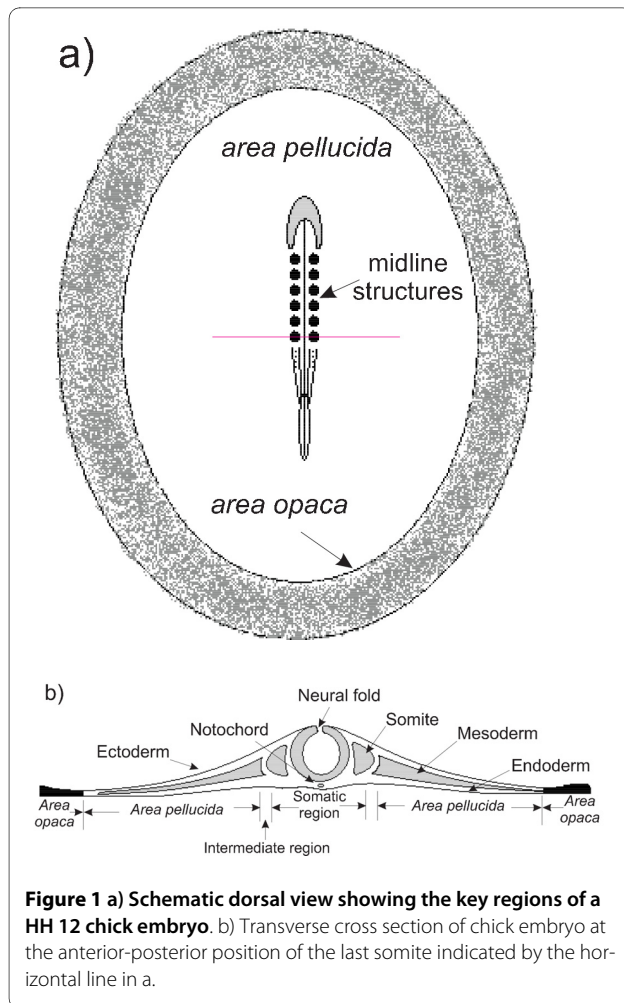 a)
area pellucida
midline
structures
area opaca
b)
Neural fold
Notochord
Somite
Mesoderm
Ectoderm
Endoderm
Area
opaca
Area pellucida
Somatic
region
Area pellucida
Area
opaca
Intermediate region
Figure 1 a) Schematic dorsal view showing the key regions of a
HH 12 chick embryo. b) Transverse cross section of chick embryo at
the anterior-posterior position of the last somite indicated by the hor-
izontal line in a.